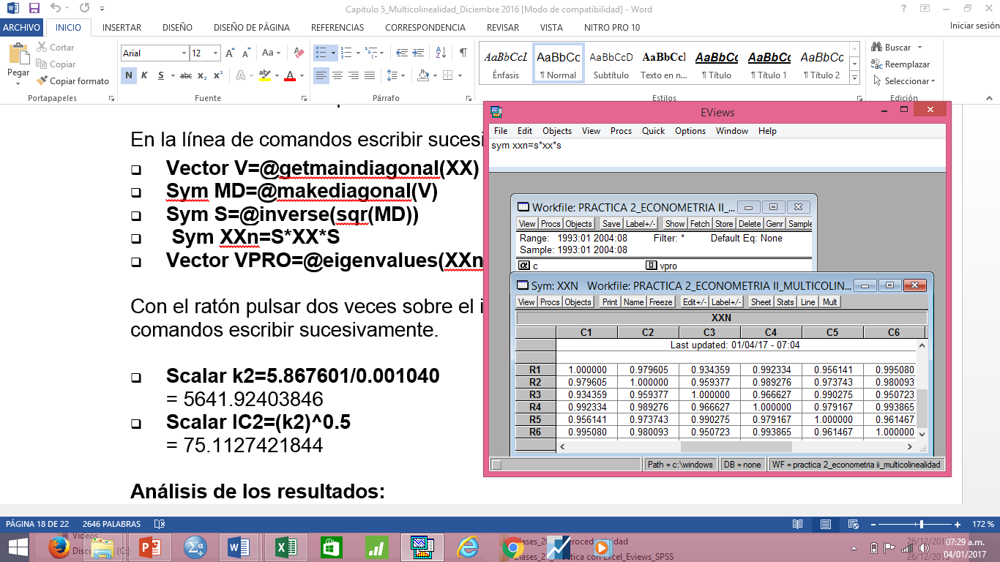 Capitulo 5_Multicolinealidad_Diciembre 2016 [Modo de compatibilidad] - Word
ARCHIVO INICIO INSERTAR DISEÑO DISEÑO DE PÁGINA REFERENCIAS CORRESPONDENCIA REVISAR VISTA NITRO PRO 10 Iniciar sesión
Pegar
Cortar
Copiar
Copiar formato
Portapapeles
Arial 12
N K S abc x₂ x²
Fuente
Párrafo
AaBbCcI AaBbCc AaBbCcD AaBbCcI AaBbCc AaBbCc AaBbCc
Énfasis ¶ Normal Subtítulo Texto en n... ¶ Título ¶ Título 1 ¶ Título 2
Estilos
Buscar
Reemplazar
Seleccionar
Edición
En la línea de comandos escribir sucesi
Vector V=@getmaindiagonal(XX)
Sym MD=@makediagonal(V)
Sym S=@inverse(sqr(MD))
Sym XXn=S*XX*S
Vector VPRO=@eigenvalues(XXn
Con el ratón pulsar dos veces sobre el i
comandos escribir sucesivamente.
Scalar k2=5.867601/0.001040
= 5641.92403846
Scalar IC2=(k2)^0.5
= 75.1127421844
Análisis de los resultados:
EViews
File Edit Objects View Procs Quick Options Window Help
sym xxn=s*xx*s
Workfile: PRACTICA 2_ECONOMETRIA II_...
View Procs Objects Save Label+/- Show Fetch Store Delete Genr Sample
Range: 1993:01 2004:08 Filter: * Default Eq: None
Sample: 1993:01 2004:08
c vpro
Sym: XXN Workfile: PRACTICA 2_ECONOMETRIA II_MULTICOLIN...
View Procs Objects Print Name Freeze Edit+/- Label+/- Sheet Stats Line Mult
XXN
C1 C2 C3 C4 C5 C6
Last updated: 01/04/17 - 07:04
R1 1.000000 0.979605 0.934359 0.992334 0.956141 0.995080
R2 0.979605 1.000000 0.959377 0.989276 0.973743 0.980093
R3 0.934359 0.959377 1.000000 0.966627 0.990275 0.950723
R4 0.992334 0.989276 0.966627 1.000000 0.979167 0.993865
R5 0.956141 0.973743 0.990275 0.979167 1.000000 0.961467
R6 0.995080 0.980093 0.950723 0.993865 0.961467 1.000000
Path = c:\windows DB = none WF = practica 2_econometria ii_multicolinealidad
PÁGINA 18 DE 22 2646 PALABRAS 172 %
Videos
(C:)
26/12/201
26/12/201
07:29 a.m.
04/01/2017